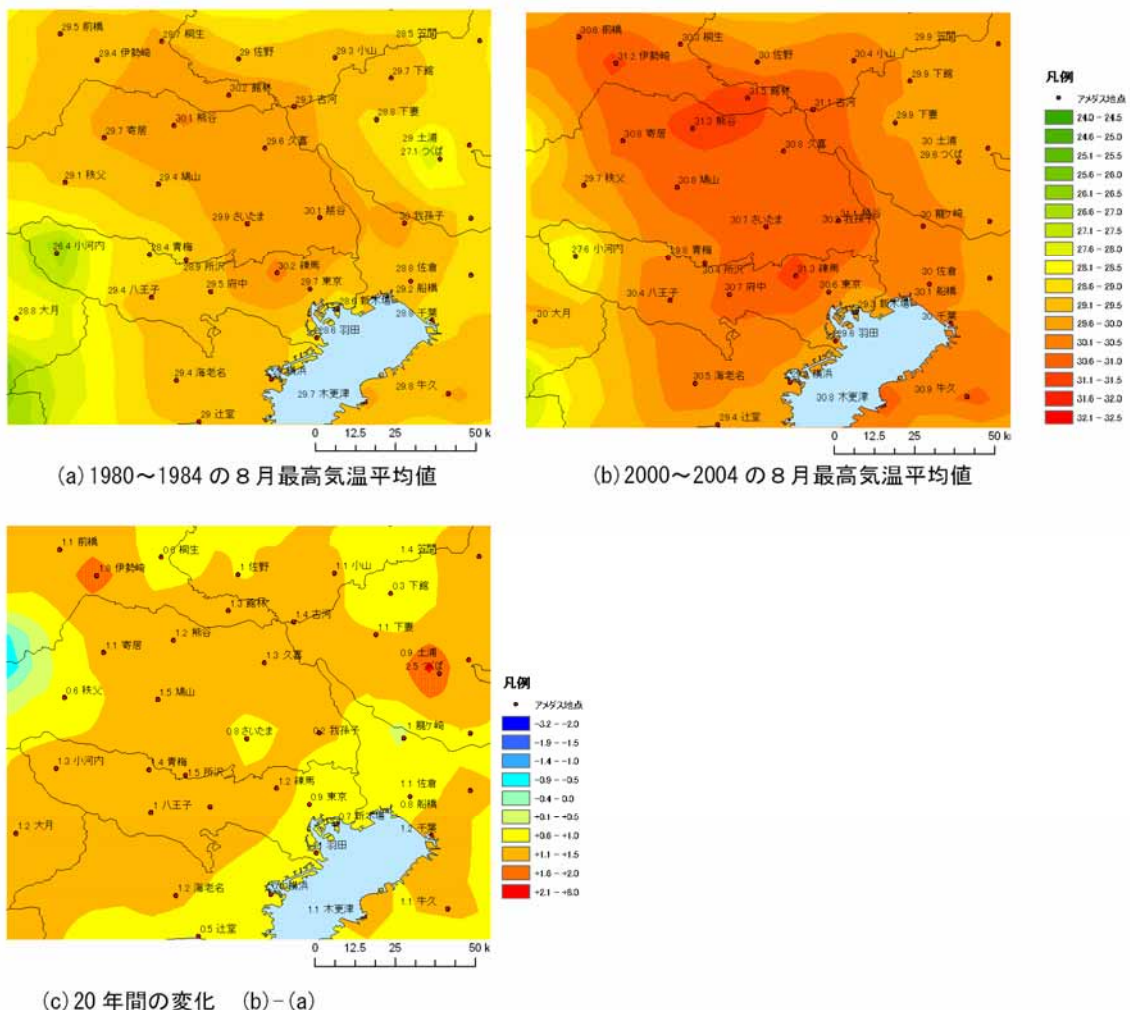 29.5 前橋
29.7 桐生
29.4 伊勢崎
29 佐野
29.3 小山
28.5 笠間
29.7 下館
30.2 館林
29.7 古河
28.8 下妻
30.1 熊谷
29.7 寄居
29.6 久喜
29 土浦
27.1 つくば
29.1 秩父
29.4 鳩山
29.9 さいたま
30.1 越谷
30 我孫子
26.4 小河内
28.4 青梅
28.9 所沢
30.2 練馬
29.7 東京
28.8 佐倉
29.2 船橋
29.4 八王子
29.5 府中
28.8 大月
28.6 羽田
29.4 海老名
29.7 木更津
29.8 牛久
29 辻堂
0 12.5 25 50 k
(a) 1980～1984 の８月最高気温平均値
30.6 前橋
30.3 桐生
31.2 伊勢崎
30 佐野
30.4 小山
29.9 笠間
29.9 下館
31.5 館林
31.1 古河
29.9 下妻
31.3 熊谷
30.8 寄居
30.8 久喜
30 土浦
29.6 つくば
29.7 秩父
30.7 さいたま
30 龍ケ崎
27.6 小河内
29.8 青梅
30.4 所沢
31.3 練馬
30.6 東京
30 佐倉
30.1 船橋
30.4 八王子
30.7 府中
30 大月
30 千葉
29.6 羽田
30.5 海老名
30.8 木更津
30.9 牛久
29.4 辻堂
0 12.5 25 50 k
(b) 2000～2004 の８月最高気温平均値
凡例
アメダス地点
24.0 - 24.5
24.6 - 25.0
25.1 - 25.5
25.6 - 26.0
26.1 - 26.5
26.6 - 27.0
27.1 - 27.5
27.6 - 28.0
28.1 - 28.5
28.6 - 29.0
29.1 - 29.5
29.6 - 30.0
30.1 - 30.5
30.6 - 31.0
31.1 - 31.5
31.6 - 32.0
32.1 - 32.5
1.1 前橋
0.6 桐生
1.8 伊勢崎
1 佐野
1.1 小山
1.4 笠間
0.3 下館
1.3 館林
1.4 古河
1.1 下妻
1.2 熊谷
1.1 寄居
1.3 久喜
0.9 土浦
2.5 つくば
0.6 秩父
1.5 鳩山
0.8 さいたま
0.2 我孫子
1 龍ケ崎
1.3 小河内
1.4 青梅
1.5 所沢
1.2 練馬
0.9 東京
1.1 佐倉
0.8 船橋
1 八王子
0.7 新木場
1.2 大月
1.2 千葉
羽田
1.2 海老名
1.1 木更津
1.1 牛久
0.5 辻堂
0 12.5 25 50 k
(c) 20 年間の変化 (b)-(a)
凡例
アメダス地点
-3.2 - -2.0
-1.9 - -1.5
-1.4 - -1.0
-0.9 - -0.5
-0.4 - 0.0
+0.1 - +0.5
+0.6 - +1.0
+1.1 - +1.5
+1.6 - +2.0
+2.1 - +6.0